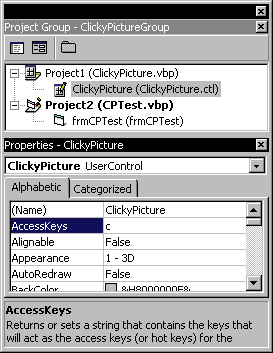 Project Group - ClickyPictureGroup
Project1 (ClickyPicture.vbp)
ClickyPicture (ClickyPicture.ctl)
Project2 (CPTest.vbp)
frmCPTest (frmCPTest)
Properties - ClickyPicture
ClickyPicture UserControl
Alphabetic Categorized
(Name) ClickyPicture
AccessKeys c
Alignable False
Appearance 1 - 3D
AutoRedraw False
BackColor &H8000000F&
AccessKeys
Returns or sets a string that contains the keys that
will act as the access keys (or hot keys) for the